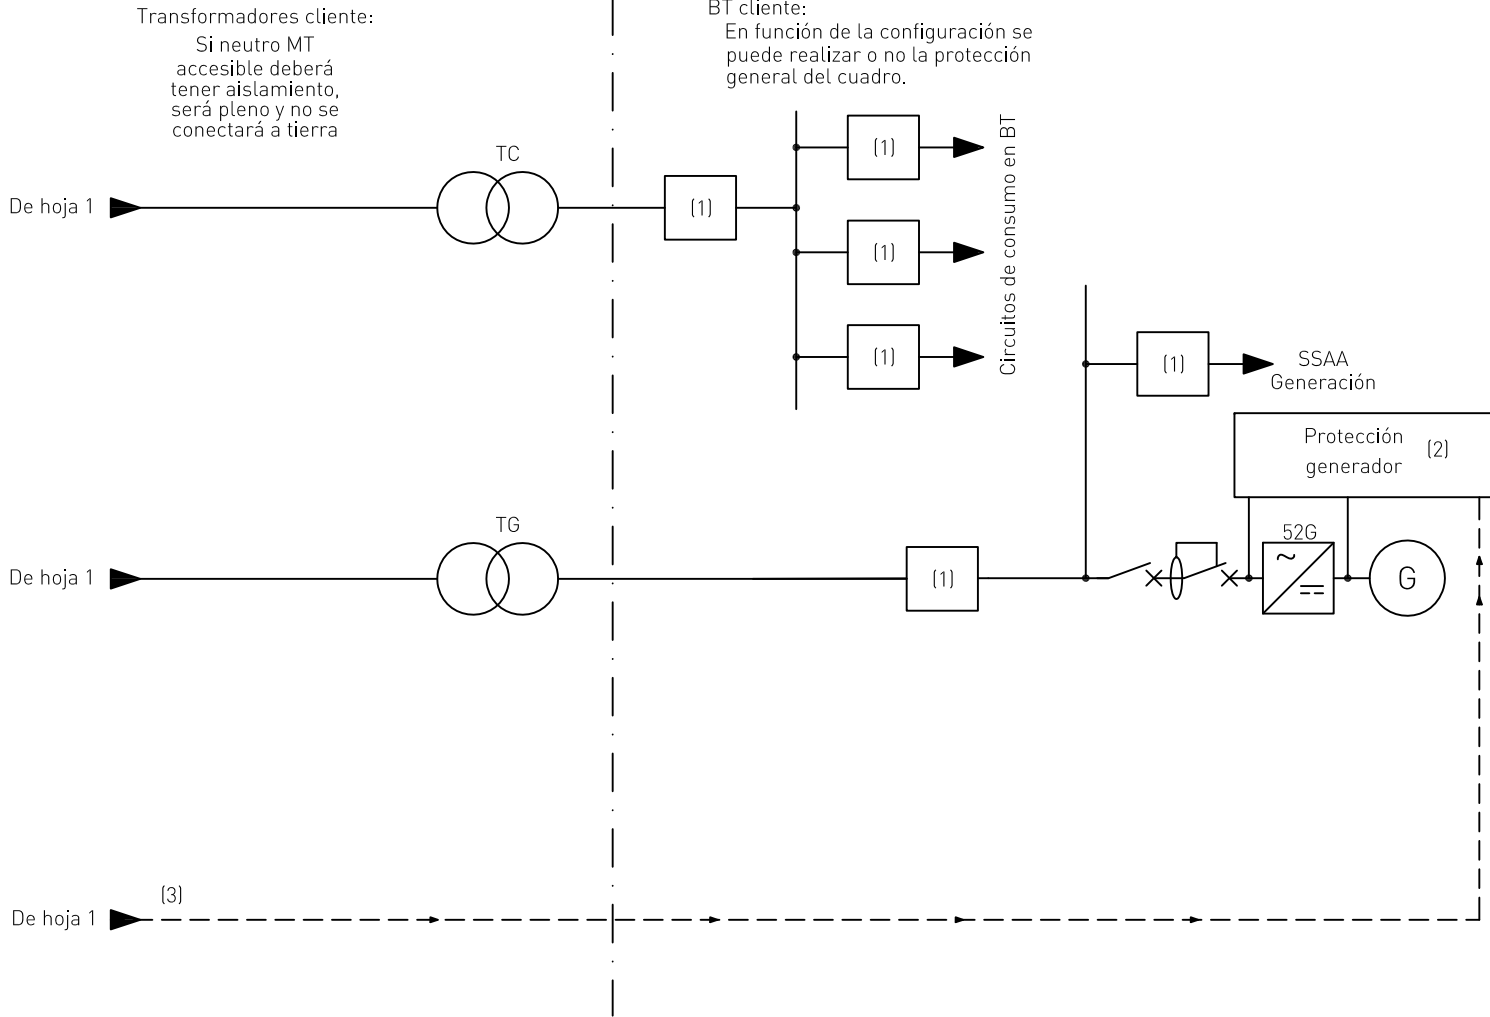 Transformadores cliente:
Si neutro MT
accesible deberá
tener aislamiento,
será pleno y no se
conectará a tierra
BT cliente:
En función de la configuración se
puede realizar o no la protección
general del cuadro.
TC
De hoja 1
(1)
(1)
(1)
(1)
Circuitos de consumo en BT
(1)
SSAA
Generación
Protección
generador
(2)
TG
De hoja 1
(1)
52G
~
G
(3)
De hoja 1